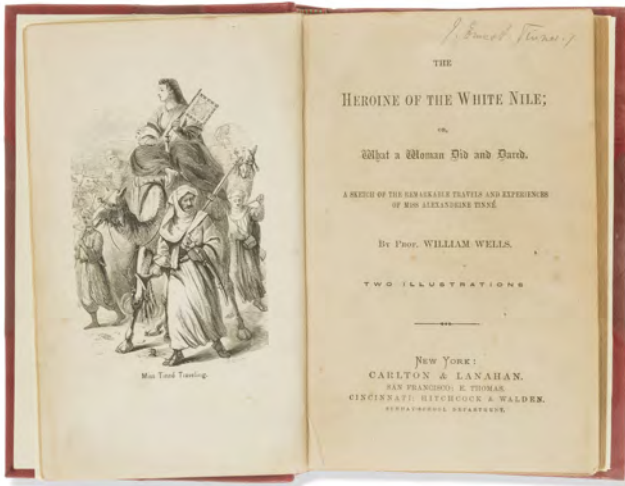 Miss Tinné Traveling.
J.
THE
HEROINE OF THE WHITE NILE;
OR,
What a Woman Did and Dared.
A SKETCH OF THE REMARKABLE TRAVELS AND EXPERIENCES
OF MISS ALEXANDRINE TINNÉ.
BY PROF. WILLIAM WELLS.
TWO ILLUSTRATIONS
NEW YORK:
CARLTON & LANAHAN.
SAN FRANCISCO: E. THOMAS.
CINCINNATI: HITCHCOCK & WALDEN.
SUNDAY-SCHOOL DEPARTMENT.